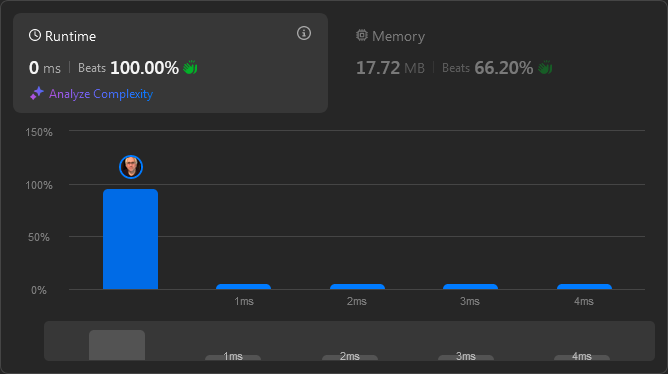 Runtime
0 ms | Beats 100.00%
Analyze Complexity
Memory
17.72 MB | Beats 66.20%
150%
100%
50%
0%
1ms 2ms 3ms 4ms
1ms 2ms 3ms 4ms